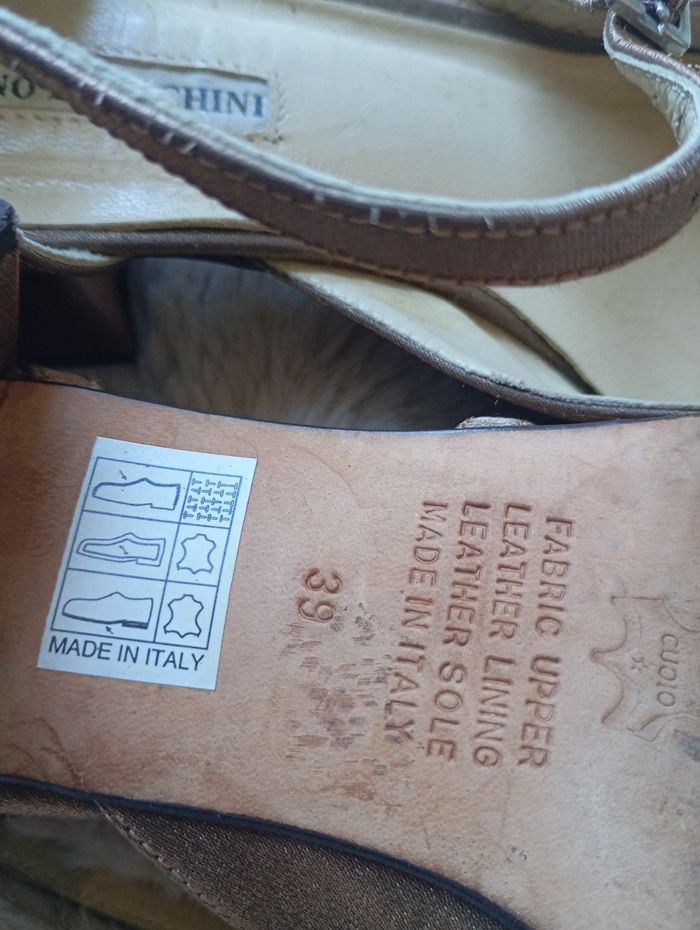 CHINI
MADE IN ITALY
39
FABRIC UPPER
LEATHER LINING
LEATHER SOLE
MADE IN ITALY
CUOIO